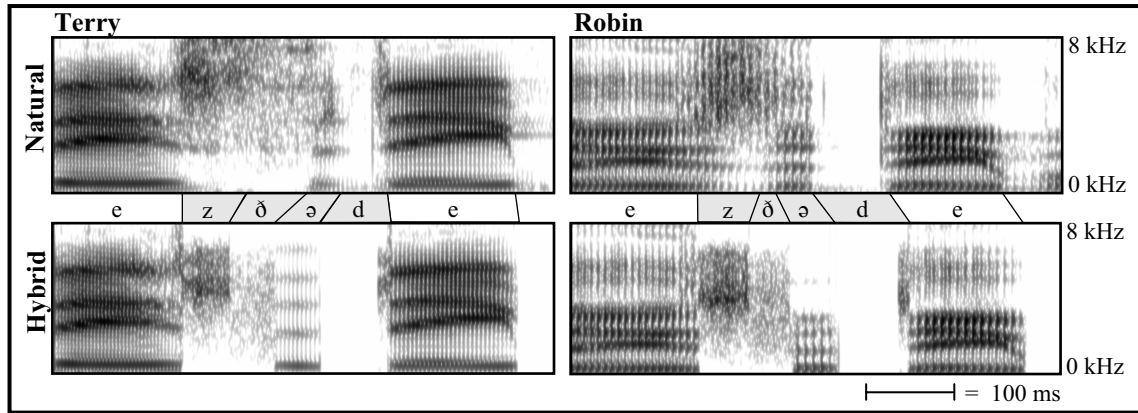 Terry Robin
Natural
8 kHz
0 kHz
e z ð ə d e e z ð ə d e
Hybrid
8 kHz
0 kHz
= 100 ms